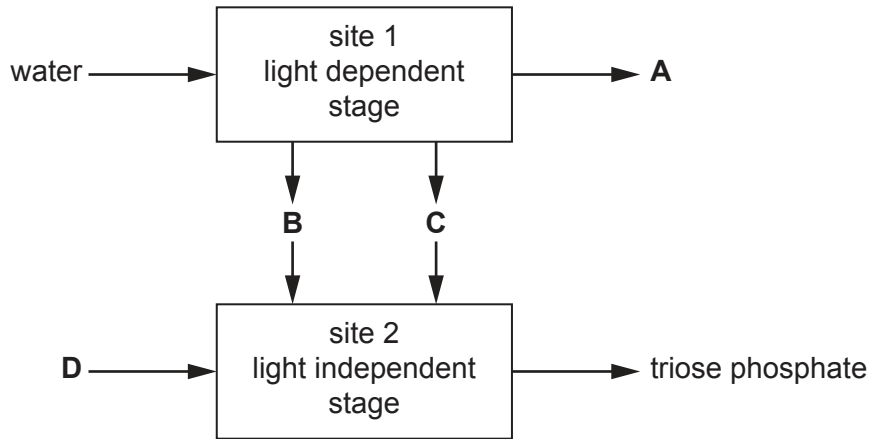 site 1
light dependent
stage
water
A
B
C
site 2
light independent
stage
D
triose phosphate